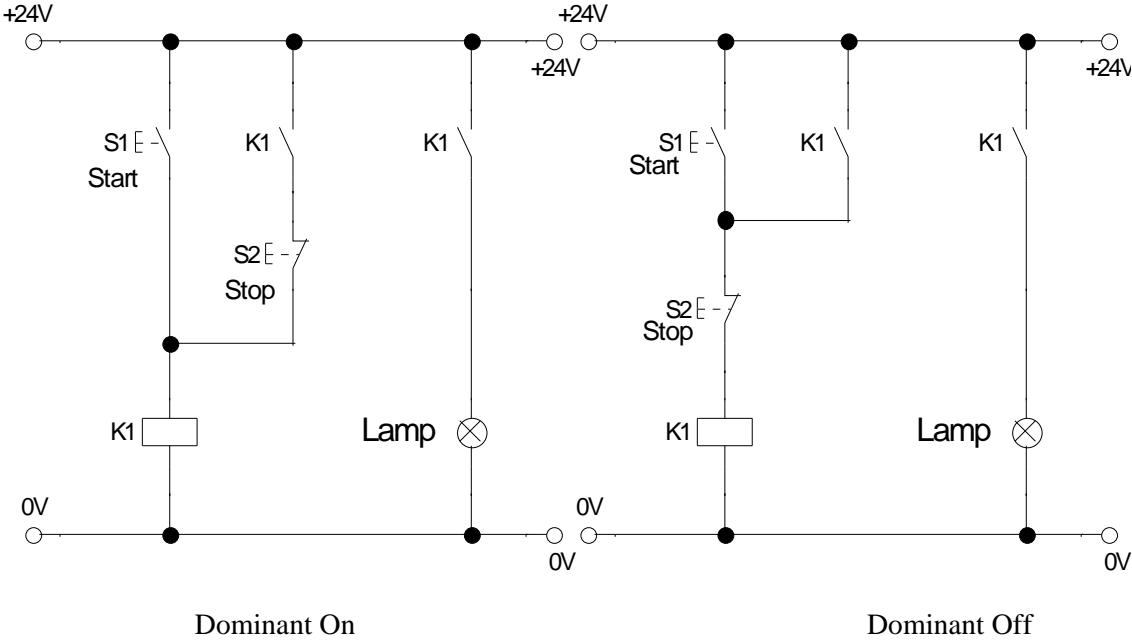 +24V
+24V
S1
Start
K1
K1
S2
Stop
K1
Lamp
0V
0V
Dominant On
+24V
+24V
S1
Start
K1
K1
S2
Stop
K1
Lamp
0V
0V
Dominant Off